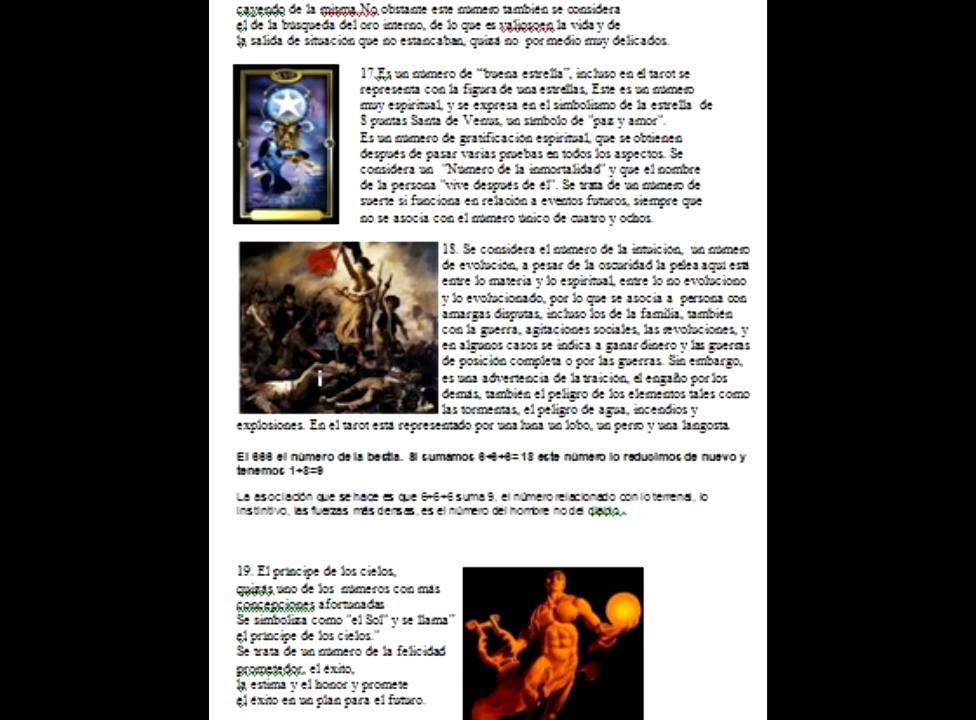 cayendo de la misma.No obstante este número también se considera
el de la búsqueda del oro interno, de lo que es valiosoen la vida y de
la salida de situación que no estancaban, quizá no por medio muy delicados.
17.Es un número de "buena estrella", incluso en el tarot se
representa con la figura de una estrellas, Este es un número
muy espiritual, y se expresa en el simbolismo de la estrella de
8 puntas Santa de Venus, un símbolo de "paz y amor".
Es un número de gratificación espiritual, que se obtienen
después de pasar varias pruebas en todos los aspectos. Se
considera un "Número de la inmortalidad" y que el nombre
de la persona "vive después de él". Se trata de un número de
suerte si funciona en relación a eventos futuros, siempre que
no se asocia con el número único de cuatro y ochos.
18. Se considera el número de la intuición, un número
de evolución, a pesar de la oscuridad la pelea aquí está
entre lo materia y lo espiritual, entre lo no evoluciono
y lo evolucionado, por lo que se asocia a persona con
amargas disputas, incluso los de la familia, también
con la guerra, agitaciones sociales, las revoluciones, y
en algunos casos se indica a ganar dinero y las guerras
de posición completa o por las guerras. Sin embargo,
es una advertencia de la traición, el engaño por los
demás, también el peligro de los elementos tales como
las tormentas, el peligro de agua, incendios y
explosiones. En el tarot está representado por una luna un lobo, un perro y una langosta.
El 666 el número de la bestia. Si sumamos 6+6+6=18 este número lo reducimos de nuevo y
tenemos 1+8=9
La asociación que se hace es que 6+6+6 suma 9, el número relacionado con lo terrenal, lo
instintivo, las fuerzas más densas, es el número del hombre no del
19. El príncipe de los cielos,
quizás uno de los números con más
concepciones afortunadas
Se simboliza como "el Sol" y se llama"
el príncipe de los cielos."
Se trata de un número de la felicidad
prometedor, el éxito,
la estima y el honor y promete
el éxito en un plan para el futuro.